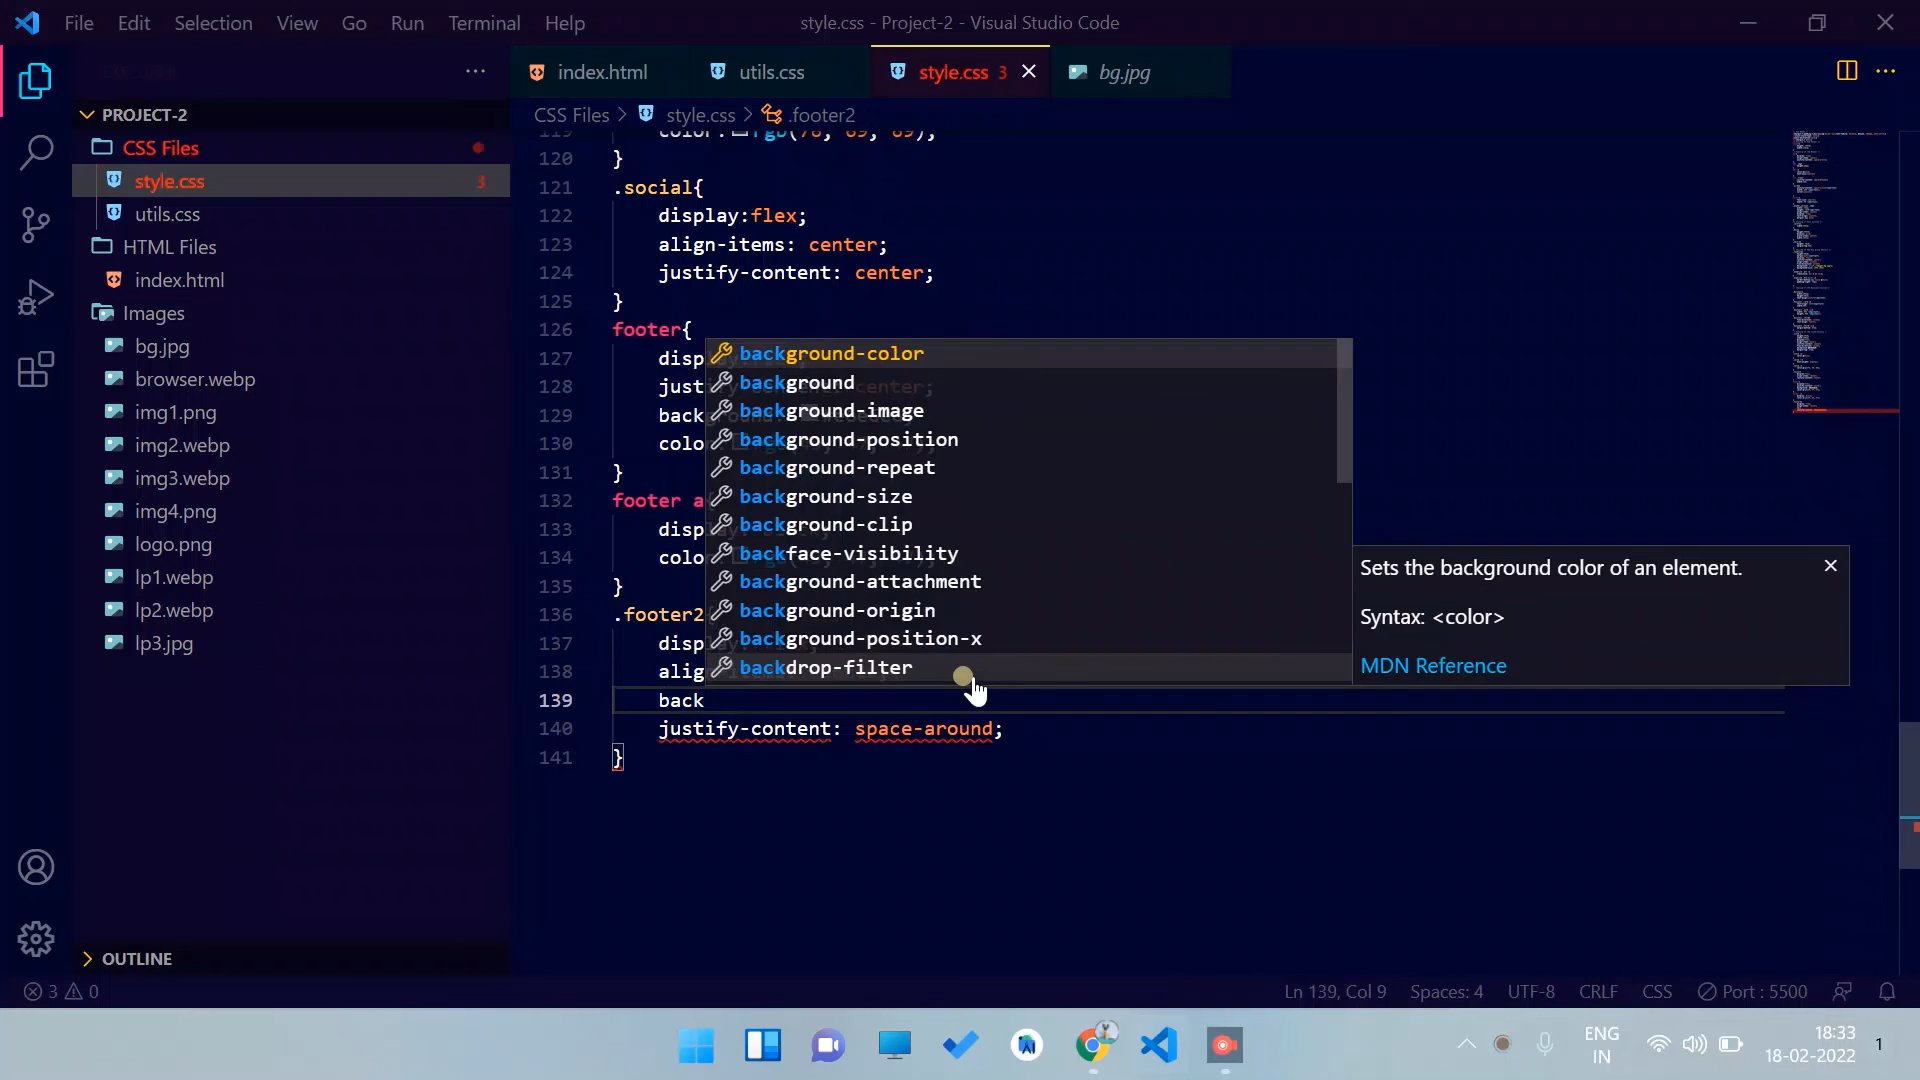 File Edit Selection View Go Run Terminal Help
style.css - Project-2 - Visual Studio Code
index.html
utils.css
style.css 3
bg.jpg
PROJECT-2
CSS Files
style.css 3
utils.css
HTML Files
index.html
Images
bg.jpg
browser.webp
img1.png
img2.webp
img3.webp
img4.png
logo.png
lp1.webp
lp2.webp
lp3.jpg
OUTLINE
CSS Files > style.css > .footer2
120 }
121 .social{
122 display:flex;
123 align-items: center;
124 justify-content: center;
125 }
126 footer{
127 disp
128 just center;
129 back
130 colo
131 }
132 footer a
133 disp
134 colo
135 }
136 .footer2
137 disp
138 alig
139 back
140 justify-content: space-around;
141 }
background-color
background
background-image
background-position
background-repeat
background-size
background-clip
backface-visibility
background-attachment
background-origin
background-position-x
backdrop-filter
Sets the background color of an element.
Syntax: <color>
MDN Reference
3 0
Ln 139, Col 9 Spaces: 4 UTF-8 CRLF CSS Port : 5500
ENG
IN
18:33
18-02-2022
1